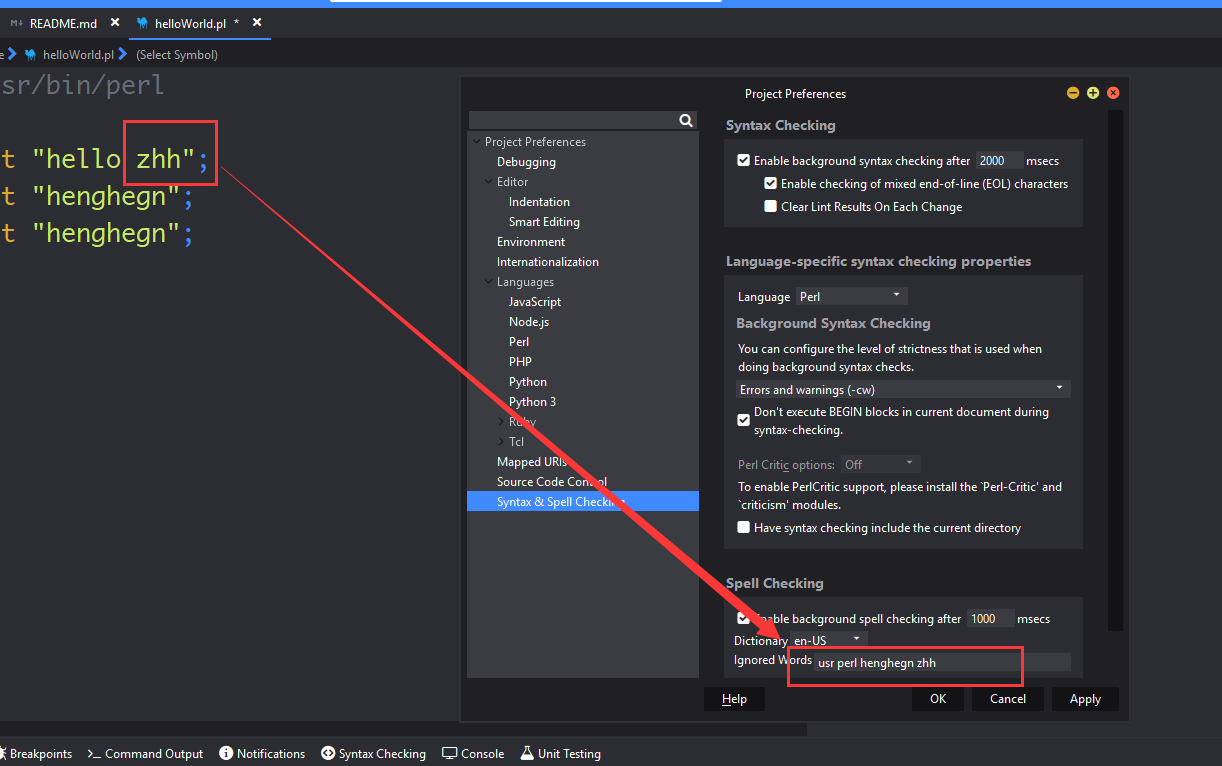 README.md
helloWorld.pl *
e helloWorld.pl (Select Symbol)
sr/bin/perl
t "hello zhh";
t "henghegn";
t "henghegn";
Project Preferences
Project Preferences
Debugging
Editor
Indentation
Smart Editing
Environment
Internationalization
Languages
JavaScript
Node.js
Perl
PHP
Python
Python 3
Ruby
Tcl
Mapped URIs
Source Code Control
Syntax & Spell Checking
Syntax Checking
Enable background syntax checking after 2000 msecs
Enable checking of mixed end-of-line (EOL) characters
Clear Lint Results On Each Change
Language-specific syntax checking properties
Language Perl
Background Syntax Checking
You can configure the level of strictness that is used when
doing background syntax checks.
Errors and warnings (-cw)
Don't execute BEGIN blocks in current document during
syntax-checking.
Perl Critic options: Off
To enable PerlCritic support, please install the `Perl-Critic' and
`criticism' modules.
Have syntax checking include the current directory
Spell Checking
Enable background spell checking after 1000 msecs
Dictionary en-US
Ignored Words usr perl henghegn zhh
Help
OK
Cancel
Apply
Breakpoints
Command Output
Notifications
Syntax Checking
Console
Unit Testing